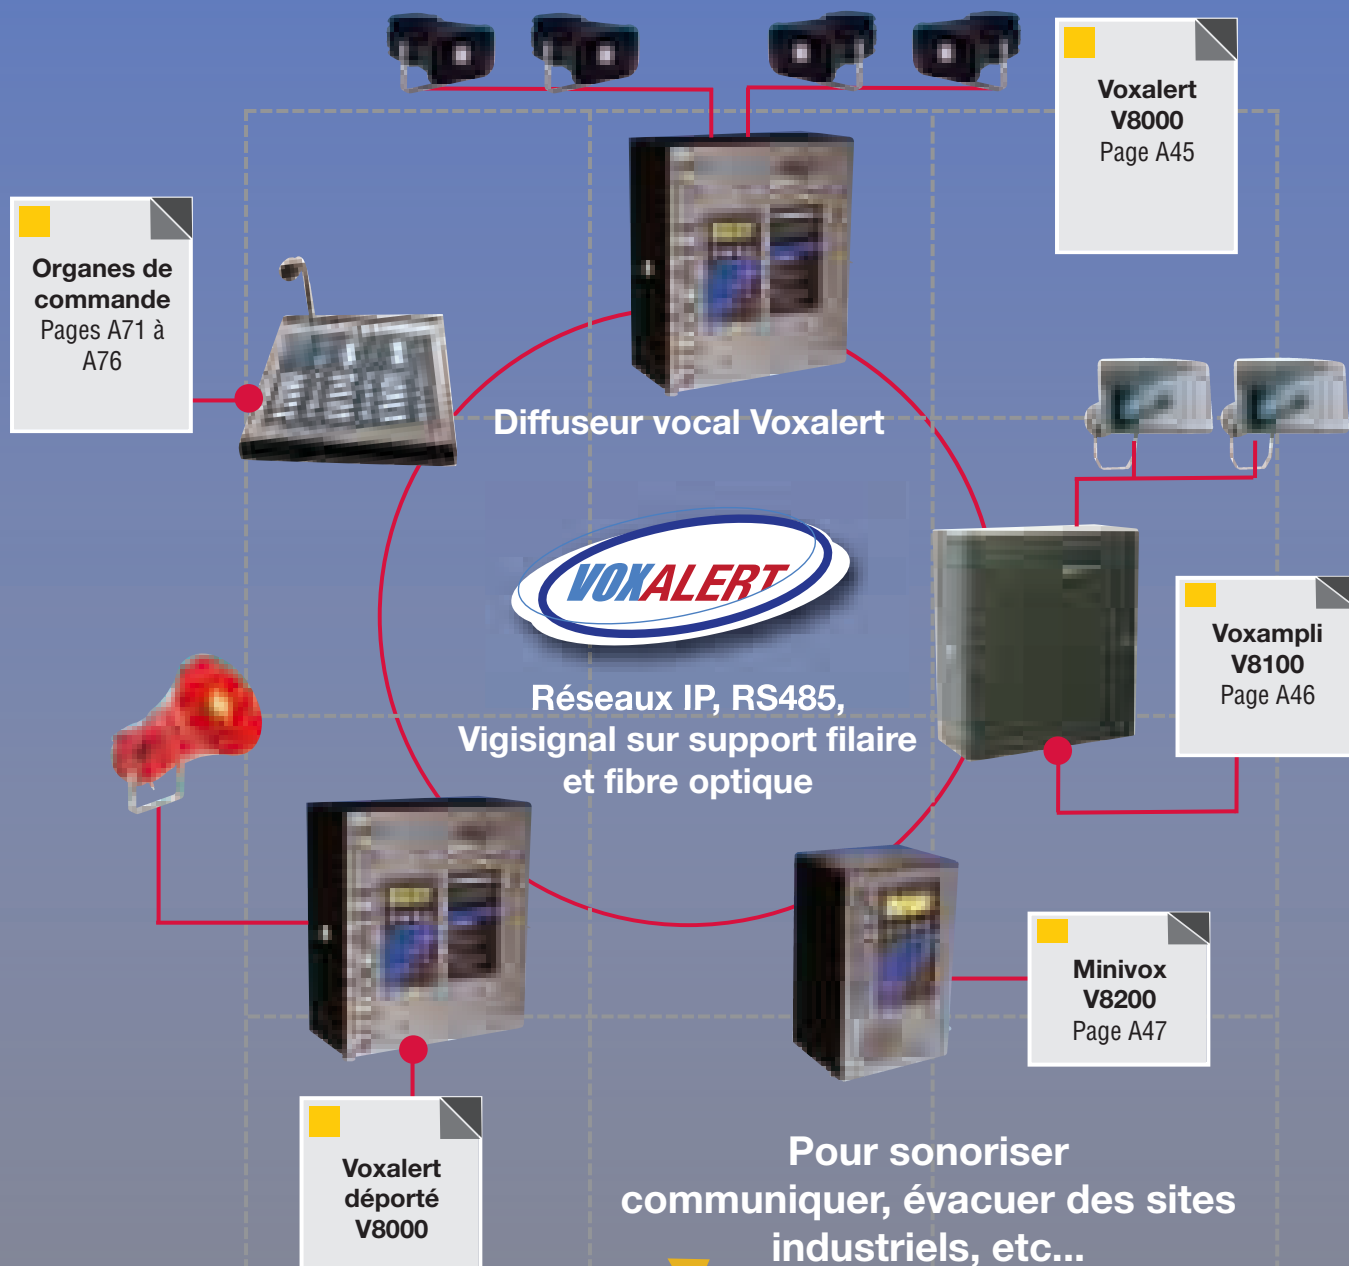 Voxalert
V8000
Page A45
Organes de
commande
Pages A71 à
A76
Diffuseur vocal Voxalert
VOXALERT
Réseaux IP, RS485,
Vigisignal sur support filaire
et fibre optique
Voxampli
V8100
Page A46
Minivox
V8200
Page A47
Voxalert
déporté
V8000
Pour sonoriser
communiquer, évacuer des sites
industriels, etc...